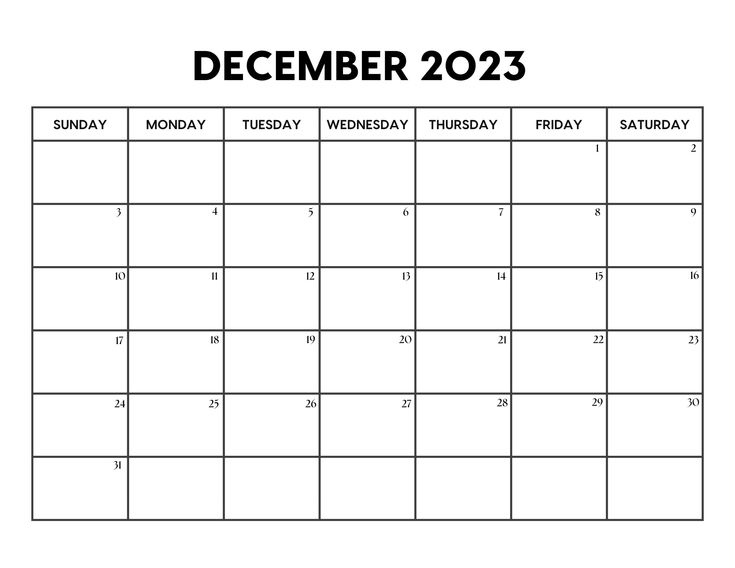 DECEMBER 2023
SUNDAY MONDAY TUESDAY WEDNESDAY THURSDAY FRIDAY SATURDAY
1 2
3 4 5 6 7 8 9
10 11 12 13 14 15 16
17 18 19 20 21 22 23
24 25 26 27 28 29 30
31